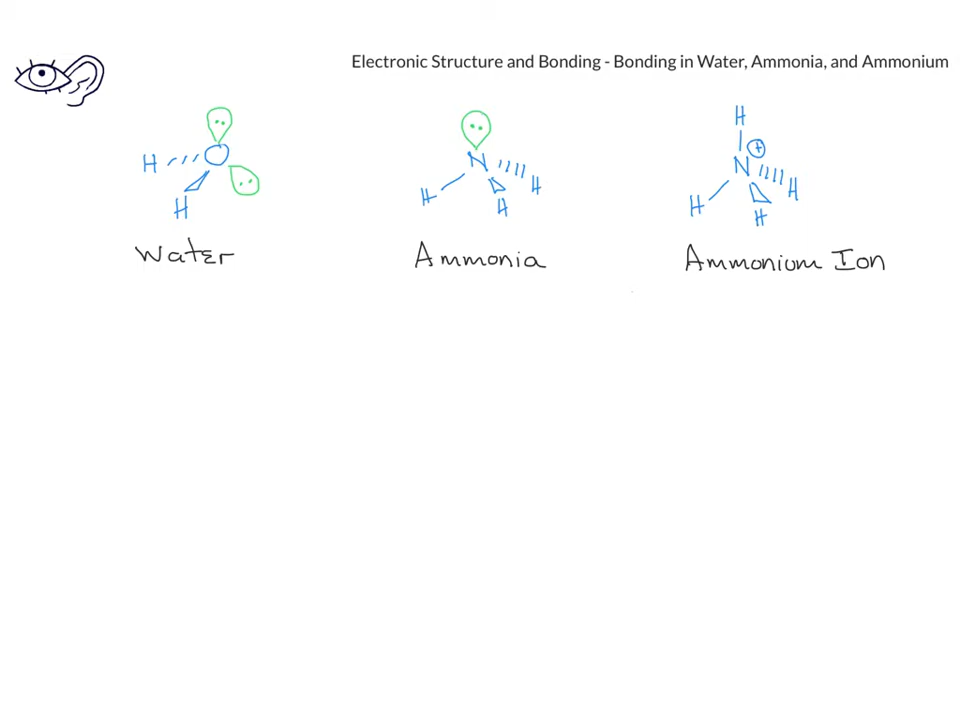 Electronic Structure and Bonding - Bonding in Water, Ammonia, and Ammonium
H O H
N H H H
H N + H H H
Water
Ammonia
Ammonium Ion